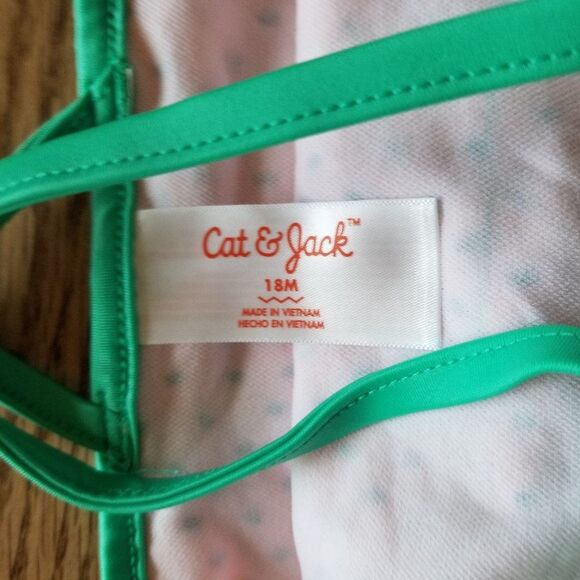 Cat & Jack™
18M
MADE IN VIETNAM
HECHO EN VIETNAM